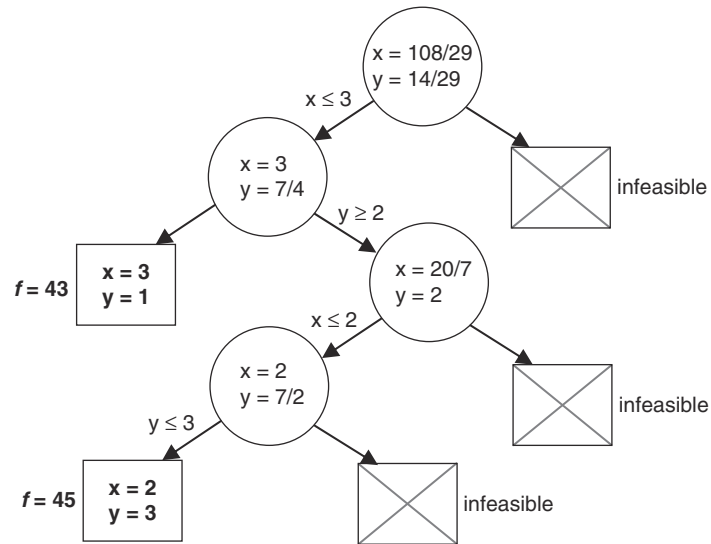 x = 108/29
y = 14/29
x ≤ 3
infeasible
x = 3
y = 7/4
y ≥ 2
f = 43
x = 3
y = 1
x = 20/7
y = 2
x ≤ 2
x = 2
y = 7/2
infeasible
y ≤ 3
f = 45
x = 2
y = 3
infeasible